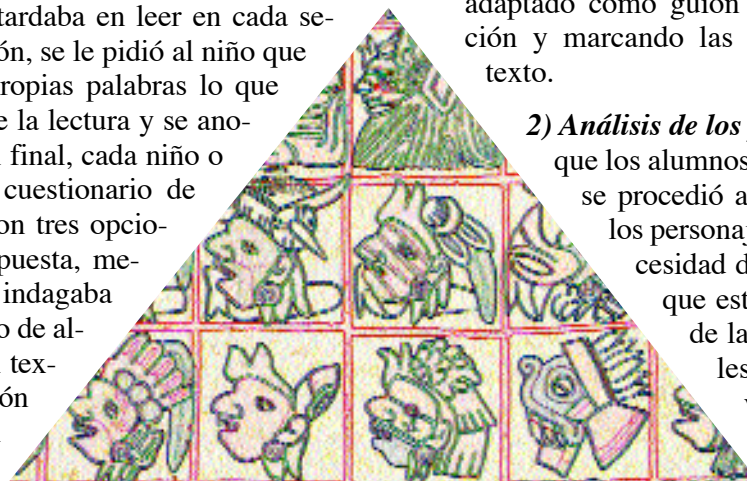 tardaba en leer en cada se-
ón, se le pidió al niño que
ropias palabras lo que
e la lectura y se ano-
final, cada niño o
cuestionario de
on tres opcio-
puesta, me-
indagaba
o de al-
tex-
ón
adaptado como guión
ción y marcando las
texto.
2) Análisis de los
que los alumnos
se procedió a
los personaj
cesidad d
que est
de la
les